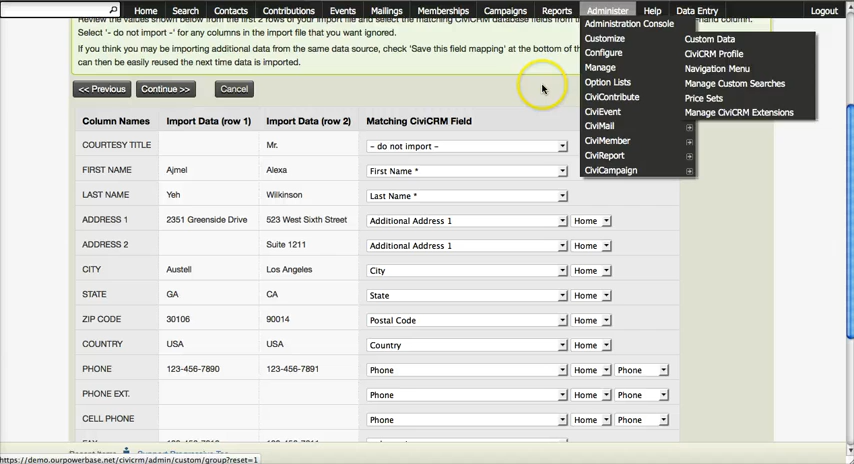 Home Search Contacts Contributions Events Mailings Memberships Campaigns Reports Administer Help Data Entry Logout
Review the values shown below from the first 2 rows of your import file and select the matching CiviCRM database fields from
Select '- do not import -' for any columns in the import file that you want ignored.
If you think you may be importing additional data from the same data source, check 'Save this field mapping' at the bottom of
can be easily reused the next time data is imported.
Administration Console
Customize
Configure
Manage
Option Lists
CiviContribute
CiviEvent
CiviMail
CiviMember
CiviReport
CiviCampaign
Custom Data
CiviCRM Profile
Navigation Menu
Manage Custom Searches
Price Sets
Manage CiviCRM Extensions
<< Previous Continue >> Cancel
Column Names Import Data (row 1) Import Data (row 2) Matching CiviCRM Field
COURTESY TITLE Mr. - do not import -
FIRST NAME Ajmel Alexa First Name *
LAST NAME Yeh Wilkinson Last Name *
ADDRESS 1 2351 Greenside Drive 523 West Sixth Street Additional Address 1 Home
ADDRESS 2 Suite 1211 Additional Address 1 Home
CITY Austell Los Angeles City Home
STATE GA CA State Home
ZIP CODE 30106 90014 Postal Code Home
COUNTRY USA USA Country Home
PHONE 123-456-7890 123-456-7891 Phone Home Phone
PHONE EXT. Phone Home Phone
CELL PHONE Phone Home Phone
https://demo.ourpowerbase.net/civicrm/admin/custom/group?reset=1